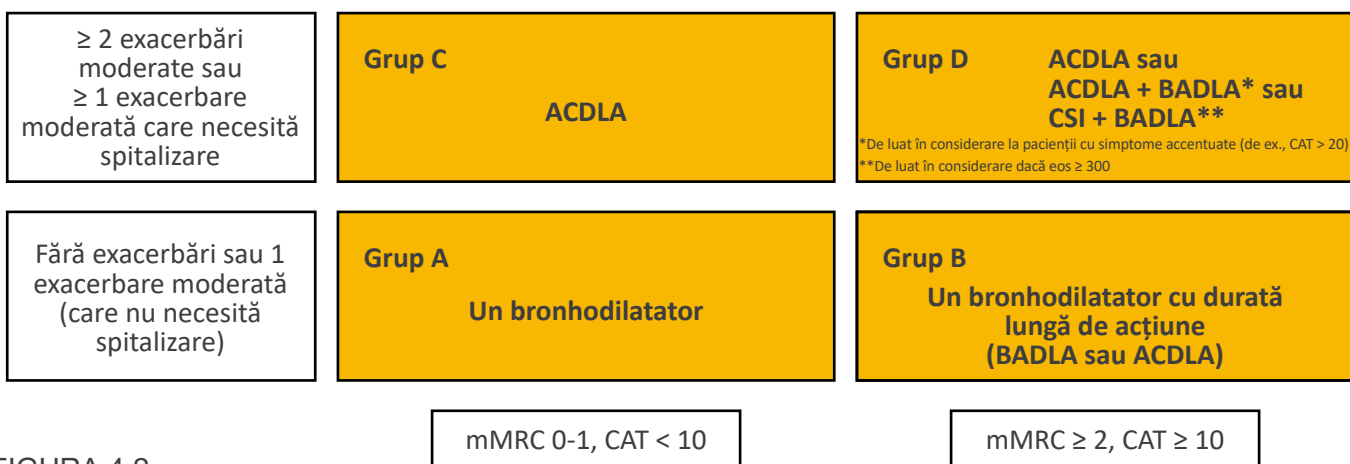 ≥ 2 exacerbări
moderate sau
≥ 1 exacerbare
moderată care necesită
spitalizare
Grup C
ACDLA
Grup D
ACDLA sau
ACDLA + BADLA* sau
CSI + BADLA**
*De luat în considerare la pacienții cu simptome accentuate (de ex., CAT > 20)
**De luat în considerare dacă eos ≥ 300
Fără exacerbări sau 1
exacerbare moderată
(care nu necesită
spitalizare)
Grup A
Un bronhodilatator
Grup B
Un bronhodilatator cu durată
lungă de acțiune
(BADLA sau ACDLA)
mMRC 0-1, CAT < 10
mMRC ≥ 2, CAT ≥ 10